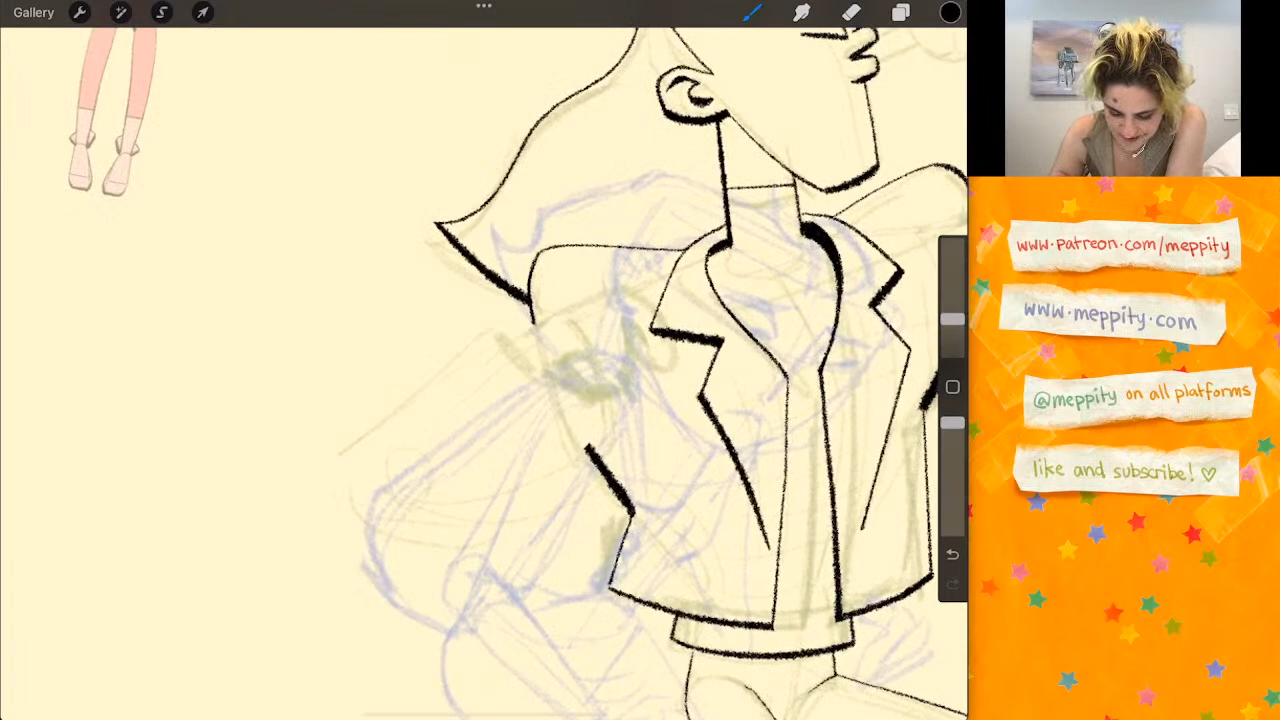 Gallery
www.patreon.com/meppity
www.meppity.com
@meppity on all platforms
like and subscribe! ♡